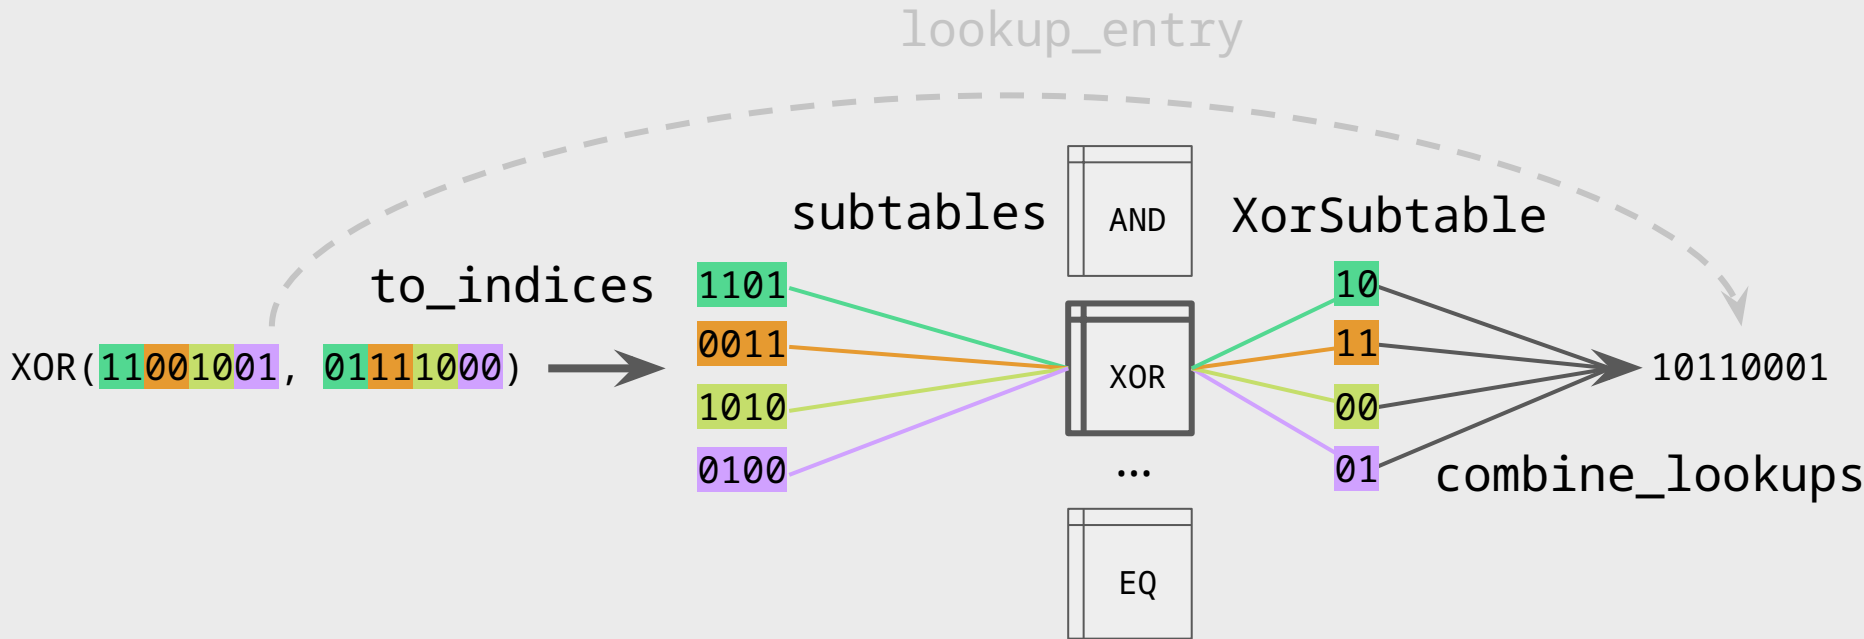 lookup_entry
subtables
AND
XorSubtable
to_indices
XOR(11001001, 01111000)
1101
0011
1010
0100
XOR
...
EQ
10
11
00
01
10110001
combine_lookups